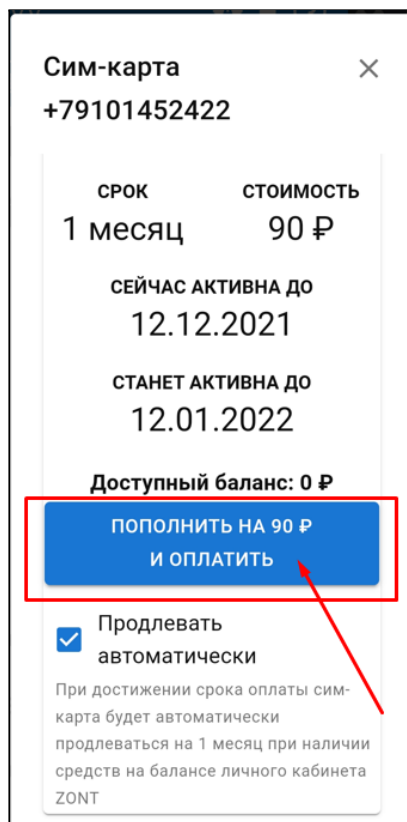 Сим-карта
+79101452422
СРОК СТОИМОСТЬ
1 месяц 90 ₽
СЕЙЧАС АКТИВНА ДО
12.12.2021
СТАНЕТ АКТИВНА ДО
12.01.2022
Доступный баланс: 0 ₽
ПОПОЛНИТЬ НА 90 ₽
И ОПЛАТИТЬ
Продлевать
автоматически
При достижении срока оплаты сим-
карта будет автоматически
продлеваться на 1 месяц при наличии
средств на балансе личного кабинета
ZONT